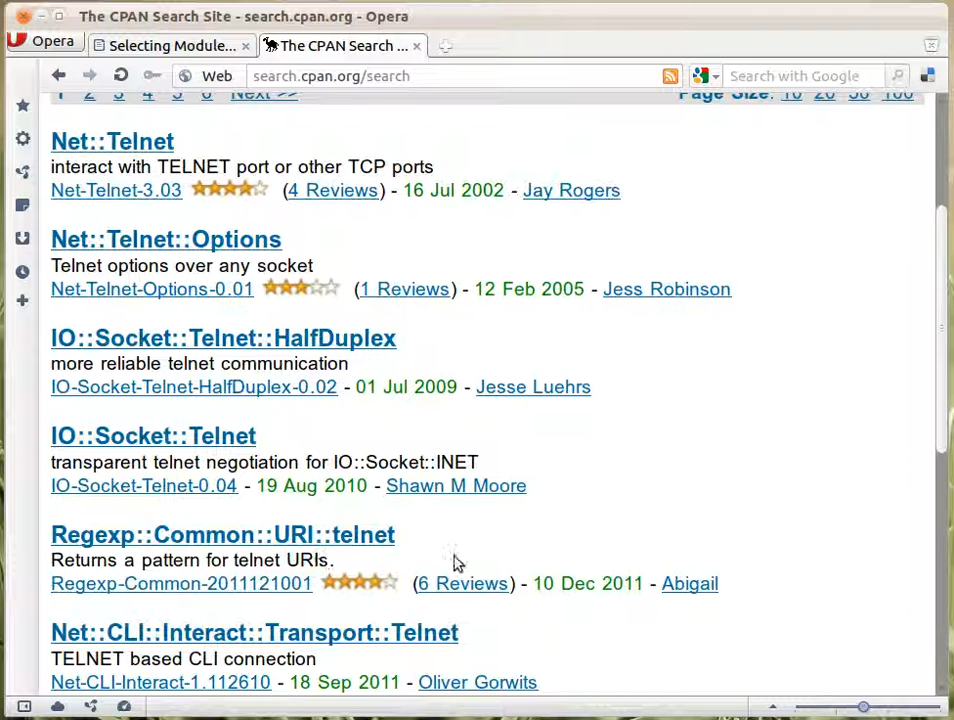 The CPAN Search Site - search.cpan.org - Opera
Opera
Selecting Module...
The CPAN Search ...
Web
search.cpan.org/search
Search with Google
1 2 3 4 5 6 Next >>
Page Size: 10 20 50 100
Net::Telnet
interact with TELNET port or other TCP ports
Net-Telnet-3.03 (4 Reviews) - 16 Jul 2002 - Jay Rogers
Net::Telnet::Options
Telnet options over any socket
Net-Telnet-Options-0.01 (1 Reviews) - 12 Feb 2005 - Jess Robinson
IO::Socket::Telnet::HalfDuplex
more reliable telnet communication
IO-Socket-Telnet-HalfDuplex-0.02 - 01 Jul 2009 - Jesse Luehrs
IO::Socket::Telnet
transparent telnet negotiation for IO::Socket::INET
IO-Socket-Telnet-0.04 - 19 Aug 2010 - Shawn M Moore
Regexp::Common::URI::telnet
Returns a pattern for telnet URIs.
Regexp-Common-2011121001 (6 Reviews) - 10 Dec 2011 - Abigail
Net::CLI::Interact::Transport::Telnet
TELNET based CLI connection
Net-CLI-Interact-1.112610 - 18 Sep 2011 - Oliver Gorwits